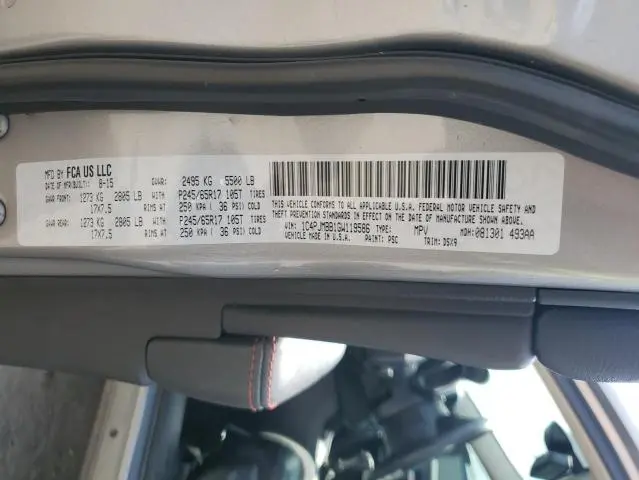 MFD BY FCA US LLC
DATE OF MFR/BUILT: 8-15 GVWR: 2495 KG 5500 LB
GAWR FRONT: 1273 KG 2805 LB WITH P245/65R17 105T TIRES
17X7.5 RIMS AT 250 KPA ( 36 PSI) COLD
GAWR REAR: 1273 KG 2805 LB WITH P245/65R17 105T TIRES
17X7.5 RIMS AT 250 KPA ( 36 PSI) COLD
THIS VEHICLE CONFORMS TO ALL APPLICABLE U.S.A. FEDERAL MOTOR VEHICLE SAFETY AND
THEFT PREVENTION STANDARDS IN EFFECT ON THE DATE OF MANUFACTURE SHOWN ABOVE.
VIN: 1C4PJMBB1GW119566 TYPE: MPV MDH: 081301 493AA
VEHICLE MADE IN U.S.A. PAINT: PSC TRIM: DSX9